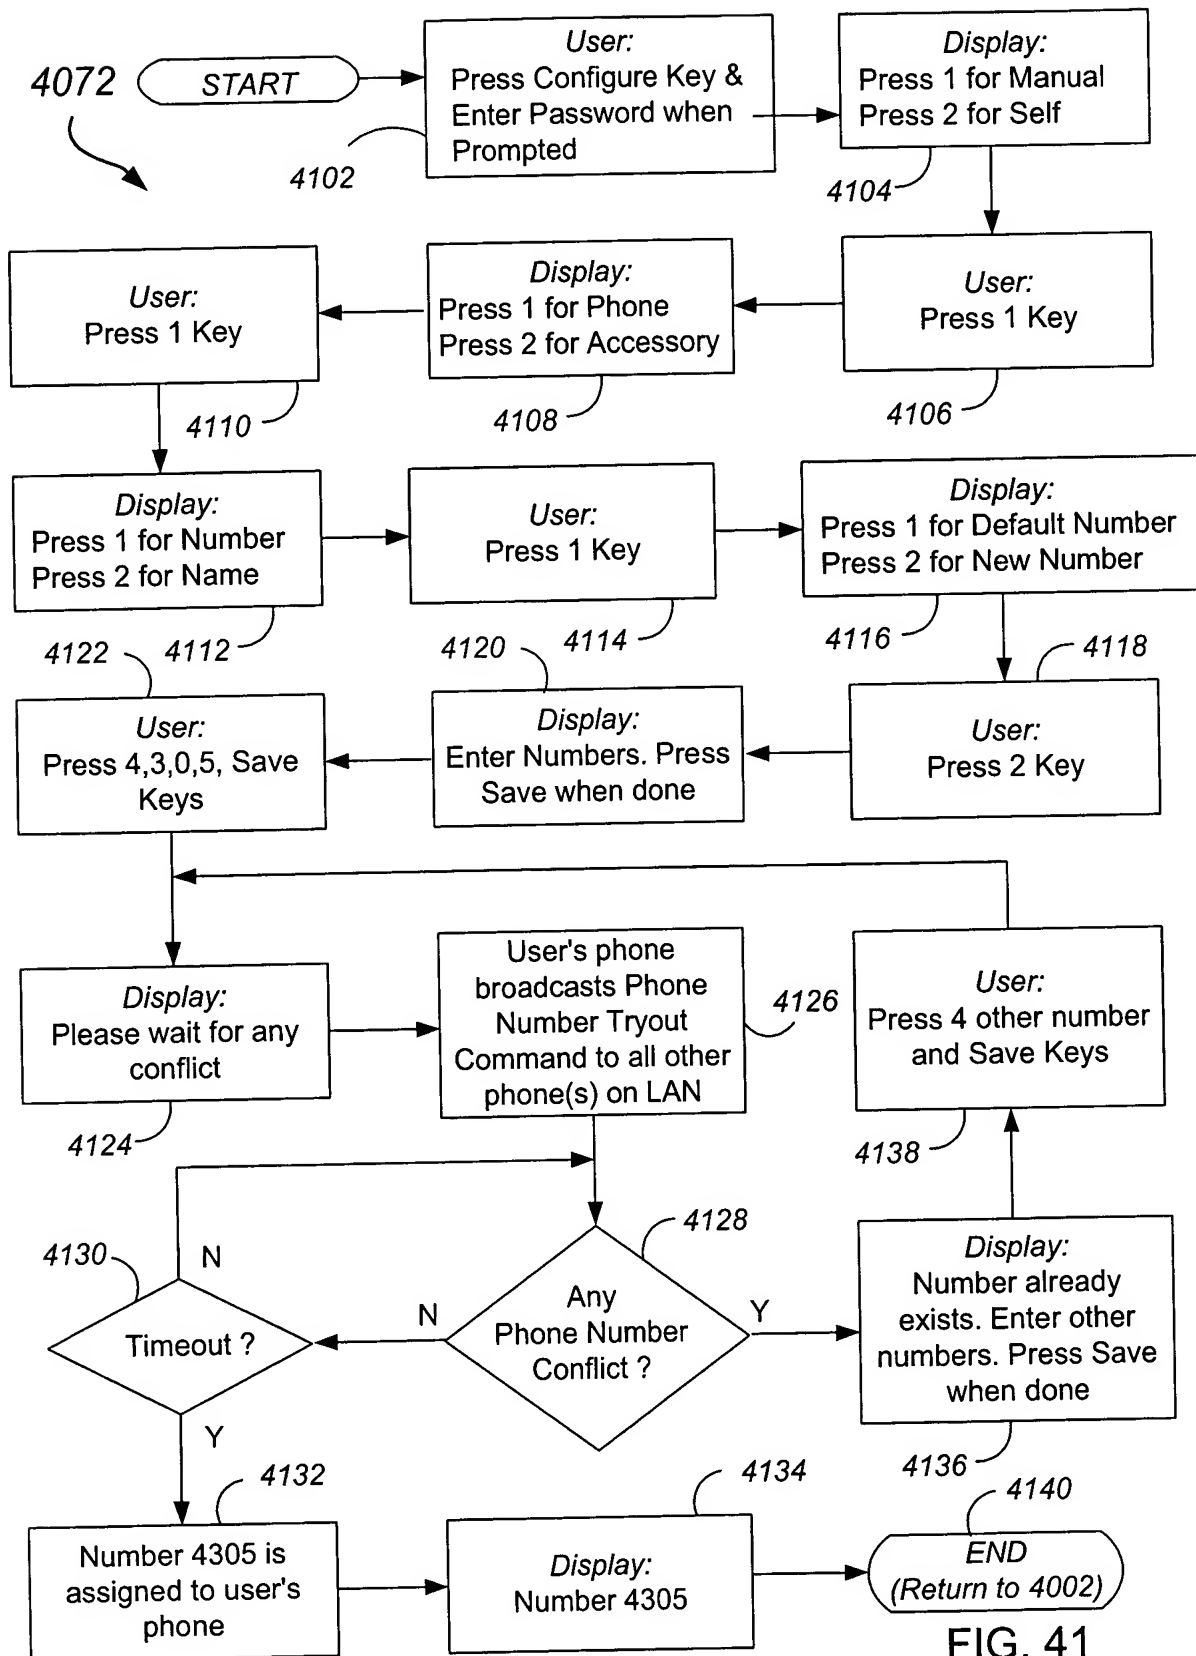 4072
START
User:
Press Configure Key &
Enter Password when
Prompted
4102
Display:
Press 1 for Manual
Press 2 for Self
4104
User:
Press 1 Key
4106
Display:
Press 1 for Phone
Press 2 for Accessory
4108
User:
Press 1 Key
4110
Display:
Press 1 for Number
Press 2 for Name
4112
User:
Press 1 Key
4114
Display:
Press 1 for Default Number
Press 2 for New Number
4116
4118
User:
Press 2 Key
4120
Display:
Enter Numbers. Press
Save when done
4122
User:
Press 4,3,0,5, Save
Keys
Display:
Please wait for any
conflict
4124
User's phone
broadcasts Phone
Number Tryout
Command to all other
phone(s) on LAN
4126
User:
Press 4 other number
and Save Keys
4138
4128
Any
Phone Number
Conflict ?
N
Y
4130
N
Timeout ?
Y
Display:
Number already
exists. Enter other
numbers. Press Save
when done
4136
4132
Number 4305 is
assigned to user's
phone
4134
Display:
Number 4305
4140
END
(Return to 4002)
FIG. 41